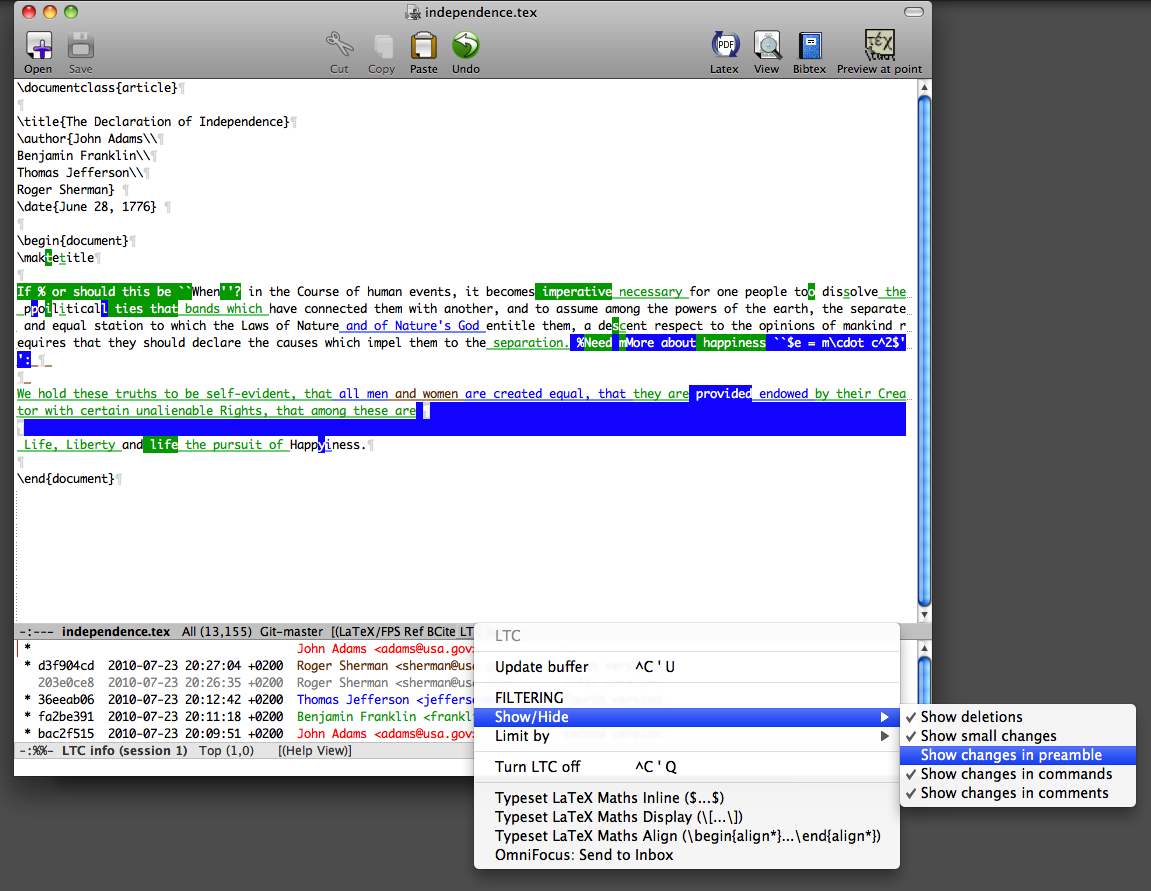 independence.tex
Open Save Cut Copy Paste Undo Latex View Bibtex Preview at point
\documentclass{article}¶
¶
\title{The Declaration of Independence}¶
\author{John Adams\\¶
Benjamin Franklin\\¶
Thomas Jefferson\\¶
Roger Sherman} ¶
\date{June 28, 1776} ¶
¶
\begin{document}¶
\maktetitle¶
¶
If % or should this be ``When''? in the Course of human events, it becomes imperative necessary for one people too dissolve the
ppoilitically ties that bands which have connected them with another, and to assume among the powers of the earth, the separate
and equal station to which the Laws of Nature and of Nature's God entitle them, a descent respect to the opinions of mankind r
equires that they should declare the causes which impel them to the separation. %Need mMore about happiness ``$e = m\cdot c^2$'
': ¶
¶
We hold these truths to be self-evident, that all men and women are created equal, that they are provided endowed by their Crea
tor with certain unalienable Rights, that among these are ¶
¶
Life, Liberty and life the pursuit of Happyiness.¶
¶
\end{document}¶
-:--- independence.tex All (13,155) Git-master [(LaTeX/FPS Ref BCite LT
* John Adams <adams@usa.gov>
* d3f904cd 2010-07-23 20:27:04 +0200 Roger Sherman <sherman@usa.
203e0ce8 2010-07-23 20:26:35 +0200 Roger Sherman <sherman@usa.
* 36eeab06 2010-07-23 20:12:42 +0200 Thomas Jefferson <jeffers
* fa2be391 2010-07-23 20:11:18 +0200 Benjamin Franklin <frankl
* bac2f515 2010-07-23 20:09:51 +0200 John Adams <adams@usa.gov>
-:%%- LTC info (session 1) Top (1,0) [(Help View)]
LTC
Update buffer ^C ' U
FILTERING
Show/Hide
Limit by
Turn LTC off ^C ' Q
Typeset LaTeX Maths Inline ($...$)
Typeset LaTeX Maths Display (\[...\])
Typeset LaTeX Maths Align (\begin{align*}...\end{align*})
OmniFocus: Send to Inbox
✓ Show deletions
✓ Show small changes
Show changes in preamble
✓ Show changes in commands
✓ Show changes in comments